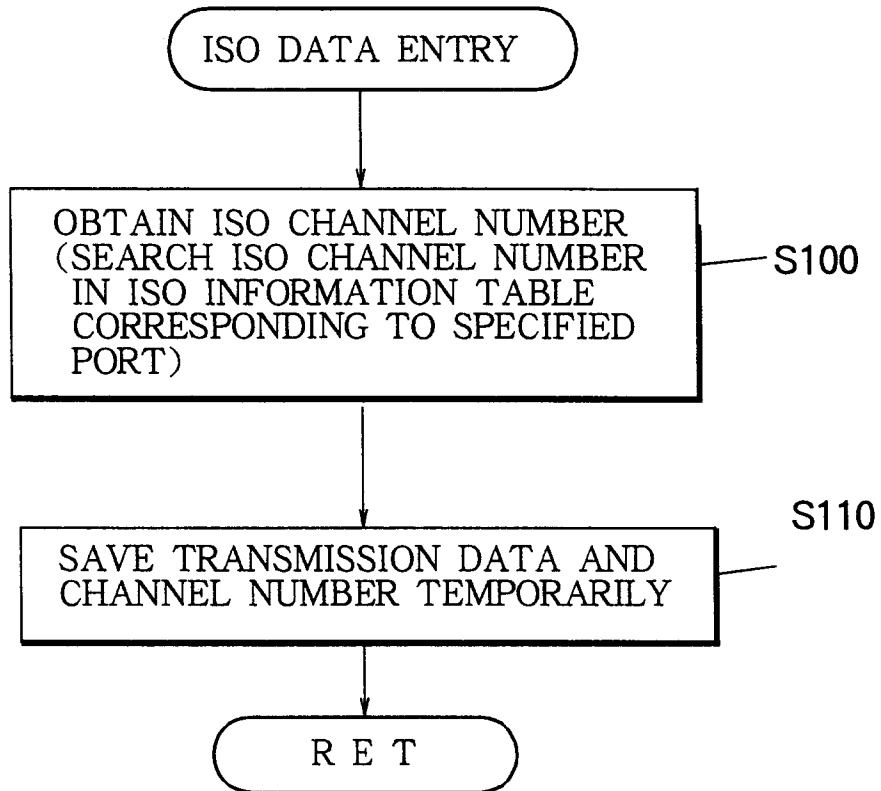 ISO DATA ENTRY
OBTAIN ISO CHANNEL NUMBER
(SEARCH ISO CHANNEL NUMBER
IN ISO INFORMATION TABLE
CORRESPONDING TO SPECIFIED
PORT)
S100
SAVE TRANSMISSION DATA AND
CHANNEL NUMBER TEMPORARILY
S110
R E T